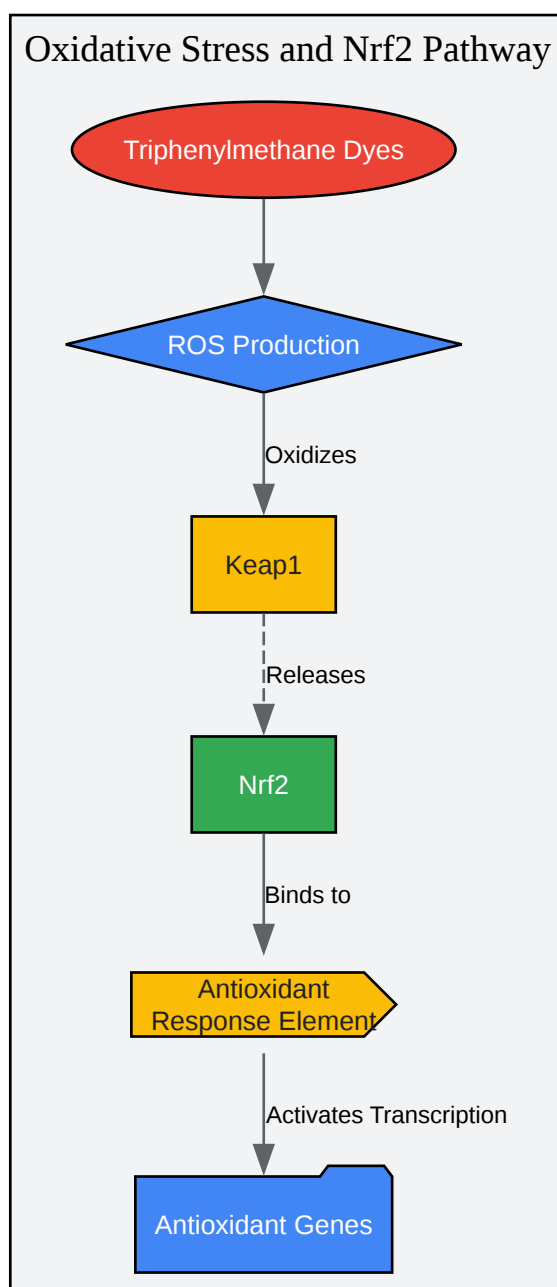 Oxidative Stress and Nrf2 Pathway
Triphenylmethane Dyes
ROS Production
Oxidizes
Keap1
Releases
Nrf2
Binds to
Antioxidant
Response Element
Activates Transcription
Antioxidant Genes